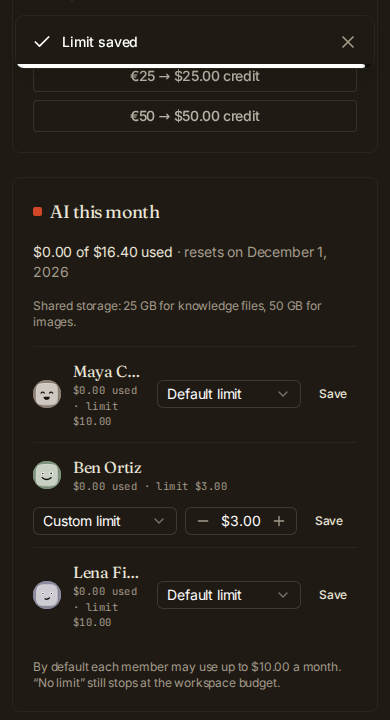 Limit saved
€25 → $25.00 credit
€50 → $50.00 credit
AI this month
$0.00 of $16.40 used · resets on December 1,
2026
Shared storage: 25 GB for knowledge files, 50 GB for
images.
Maya C...
$0.00 used
· limit
$10.00
Default limit
Save
Ben Ortiz
$0.00 used · limit $3.00
Custom limit
− $3.00 +
Save
Lena Fi...
$0.00 used
· limit
$10.00
Default limit
Save
By default each member may use up to $10.00 a month.
“No limit” still stops at the workspace budget.